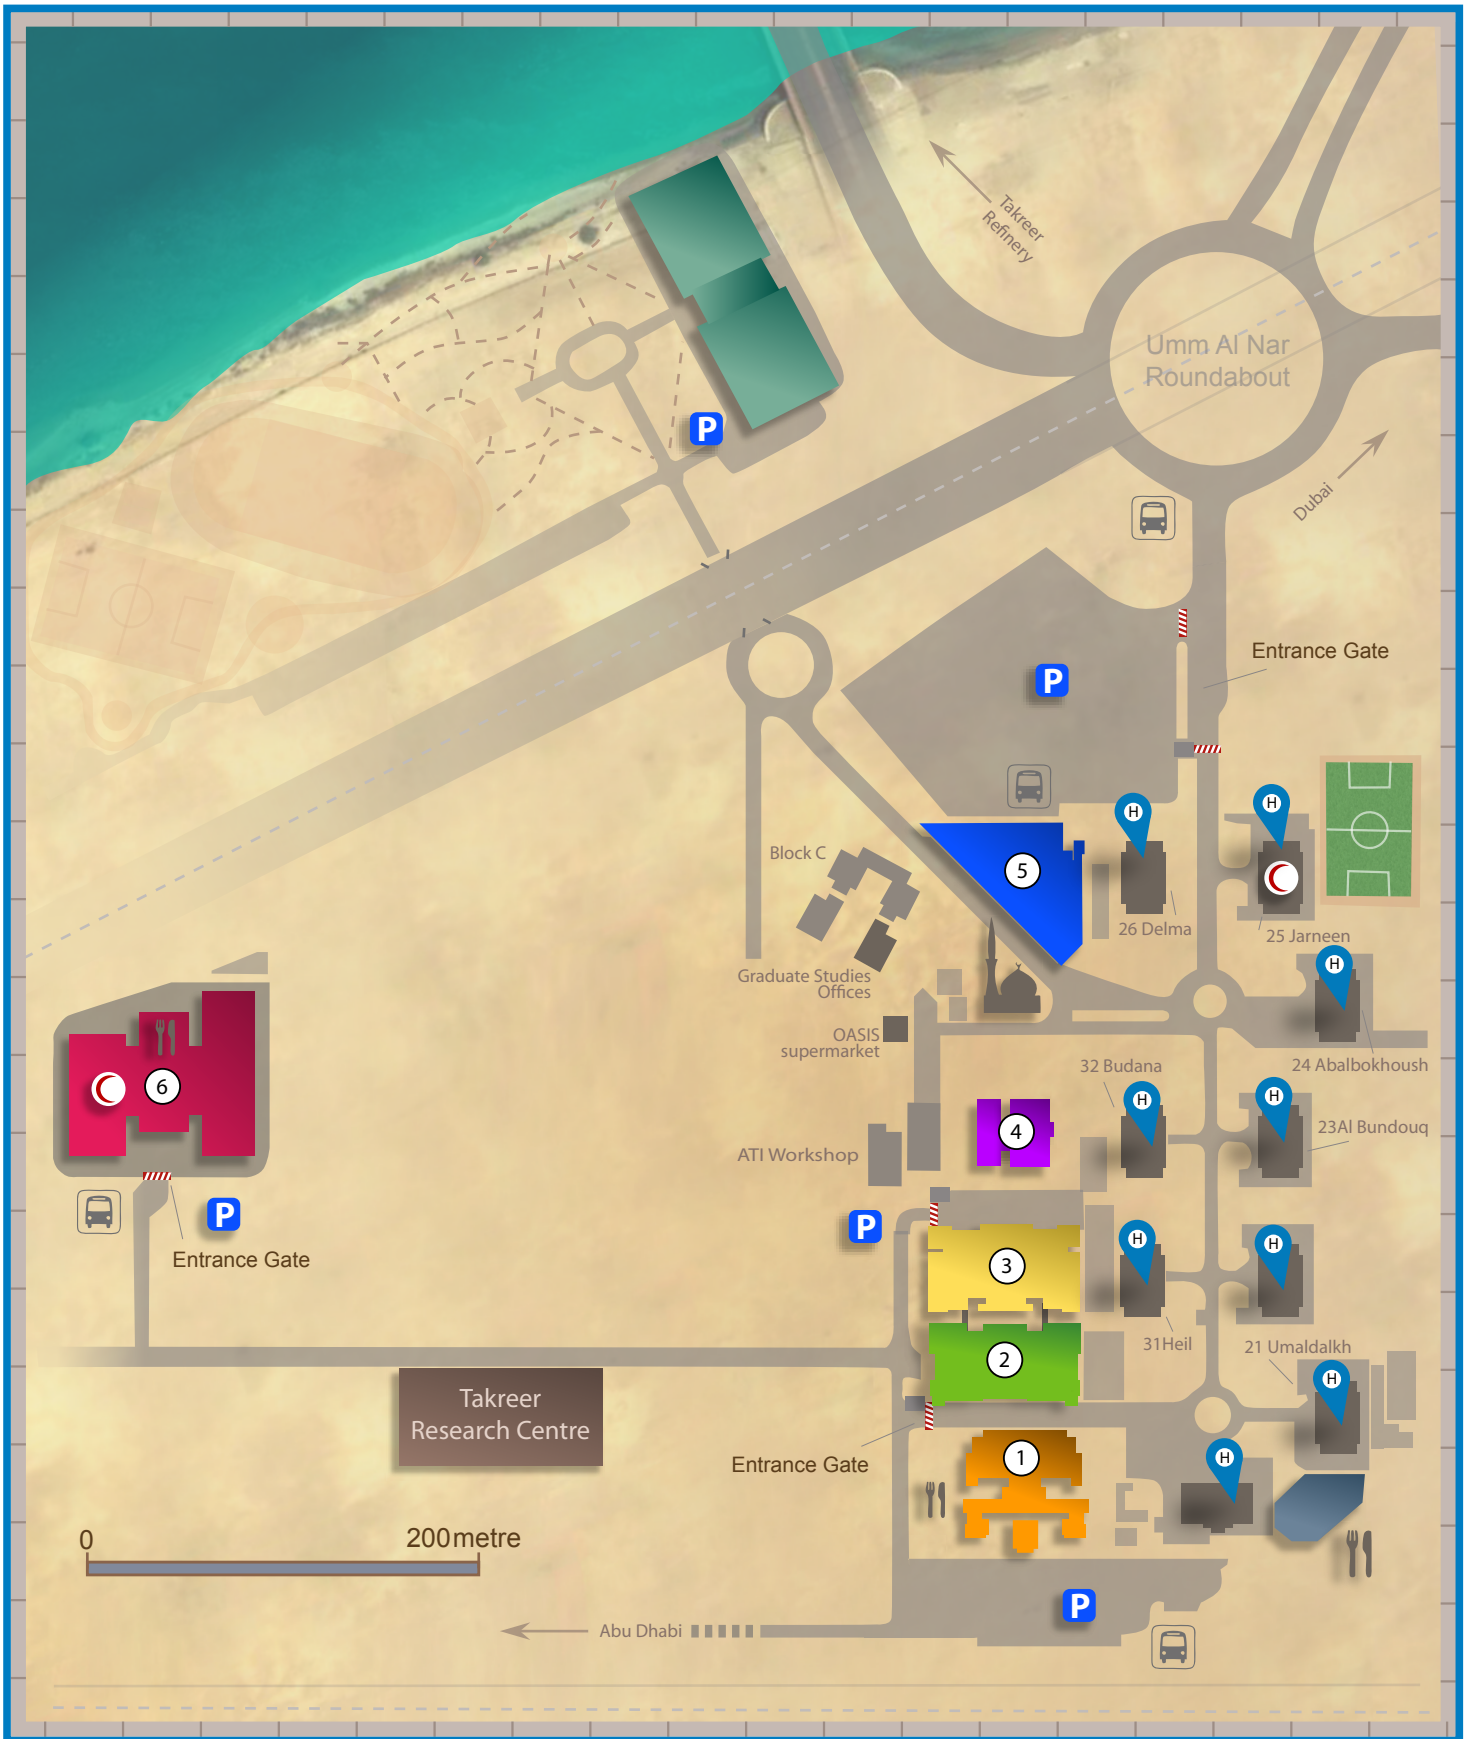 Takreer
Refinery
Umm Al Nar
Roundabout
P
Dubai
Entrance Gate
P
H
H
Block C
5
26 Delma
25 Jarneen
H
Graduate Studies
Offices
OASIS
supermarket
24 Abalbokhoush
32 Budana
6
H
H
4
23Al Bundouq
ATI Workshop
P
P
Entrance Gate
H
H
3
31Heil
21 Umaldalkh
2
H
Takreer
Research Centre
Entrance Gate
1
H
0
200metre
P
Abu Dhabi